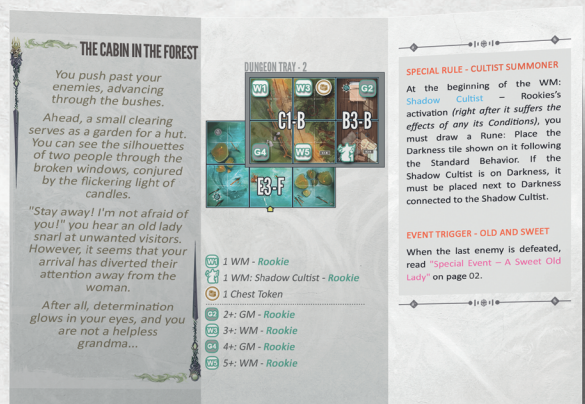 THE CABIN IN THE FOREST
You push past your
enemies, advancing
through the bushes.
Ahead, a small clearing
serves as a garden for a hut.
You can see the silhouettes
of two people through the
broken windows, conjured
by the flickering light of
candles.
"Stay away! I'm not afraid of
you!" you hear an old lady
snarl at unwanted visitors.
However, it seems that your
arrival has diverted their
attention away from the
woman.
After all, determination
glows in your eyes, and you
are not a helpless
grandma...
DUNGEON TRAY - 2
W1 W3 G2
C1-B B3-B
G4 W5
E3-F
1 WM - Rookie
1 WM: Shadow Cultist - Rookie
1 Chest Token
G2 2+: GM - Rookie
W3 3+: WM - Rookie
G4 4+: GM - Rookie
W5 5+: WM - Rookie
SPECIAL RULE - CULTIST SUMMONER
At the beginning of the WM:
Shadow Cultist – Rookies's
activation (right after it suffers the
effects of any its Conditions), you
must draw a Rune: Place the
Darkness tile shown on it following
the Standard Behavior. If the
Shadow Cultist is on Darkness, it
must be placed next to Darkness
connected to the Shadow Cultist.
EVENT TRIGGER - OLD AND SWEET
When the last enemy is defeated,
read "Special Event – A Sweet Old
Lady" on page 02.